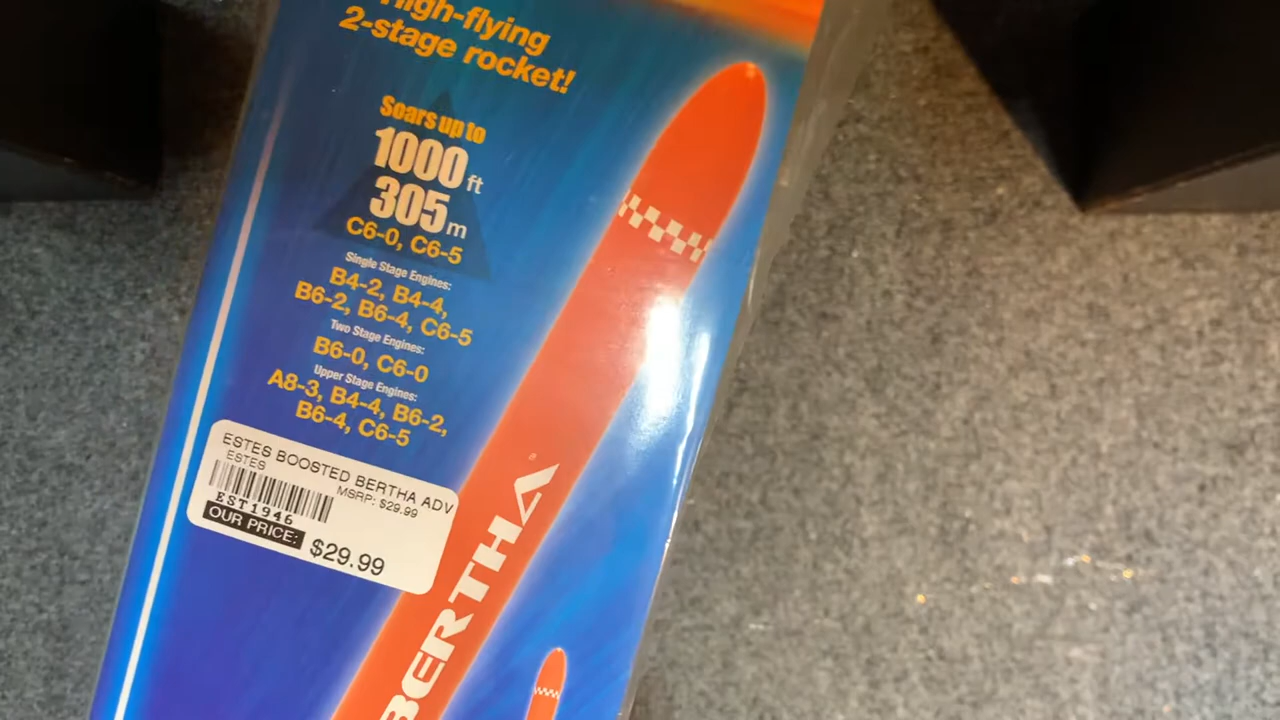 High-flying
2-stage rocket!
Soars up to
1000 ft
305 m
C6-0, C6-5
Single Stage Engines:
B4-2, B4-4,
B6-2, B6-4, C6-5
Two Stage Engines:
B6-0, C6-0
Upper Stage Engines:
A8-3, B4-4, B6-2,
B6-4, C6-5
ESTES BOOSTED BERTHA ADV
ESTES
MSRP: $29.99
EST1946
OUR PRICE:
$29.99
BERTHA®